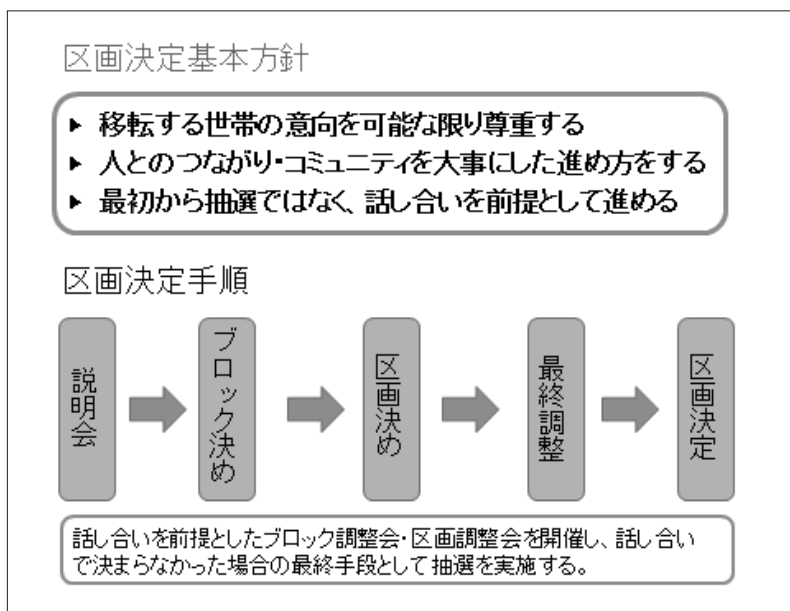 区画決定基本方針
▶ 移転する世帯の意向を可能な限り尊重する
▶ 人とのつながり・コミュニティを大事にした進め方をする
▶ 最初から抽選ではなく、話し合いを前提として進める
区画決定手順
説明会
ブロック決め
区画決め
最終調整
区画決定
話し合いを前提としたブロック調整会・区画調整会を開催し、話し合い
で決まらなかった場合の最終手段として抽選を実施する。